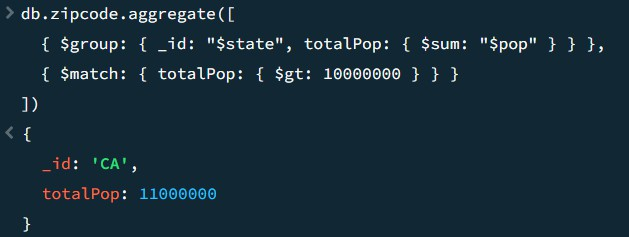 > db.zipcode.aggregate([
    { $group: { _id: "$state", totalPop: { $sum: "$pop" } } },
    { $match: { totalPop: { $gt: 10000000 } } }
  ])
< {
    _id: 'CA',
    totalPop: 11000000
  }